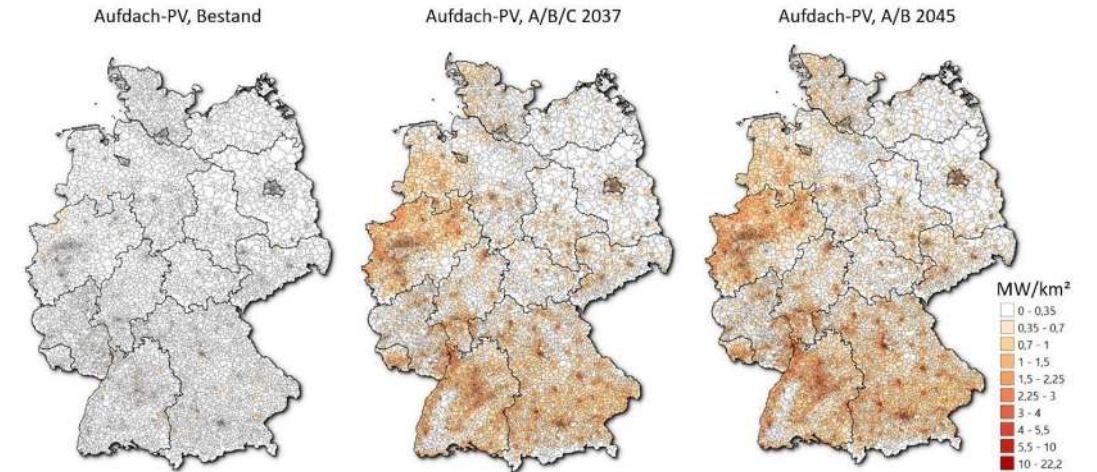 Aufdach-PV, Bestand
Aufdach-PV, A/B/C 2037
Aufdach-PV, A/B 2045
MW/km²
0 - 0,35
0,35 - 0,7
0,7 - 1
1 - 1,5
1,5 - 2,25
2,25 - 3
3 - 4
4 - 5,5
5,5 - 10
10 - 22,2